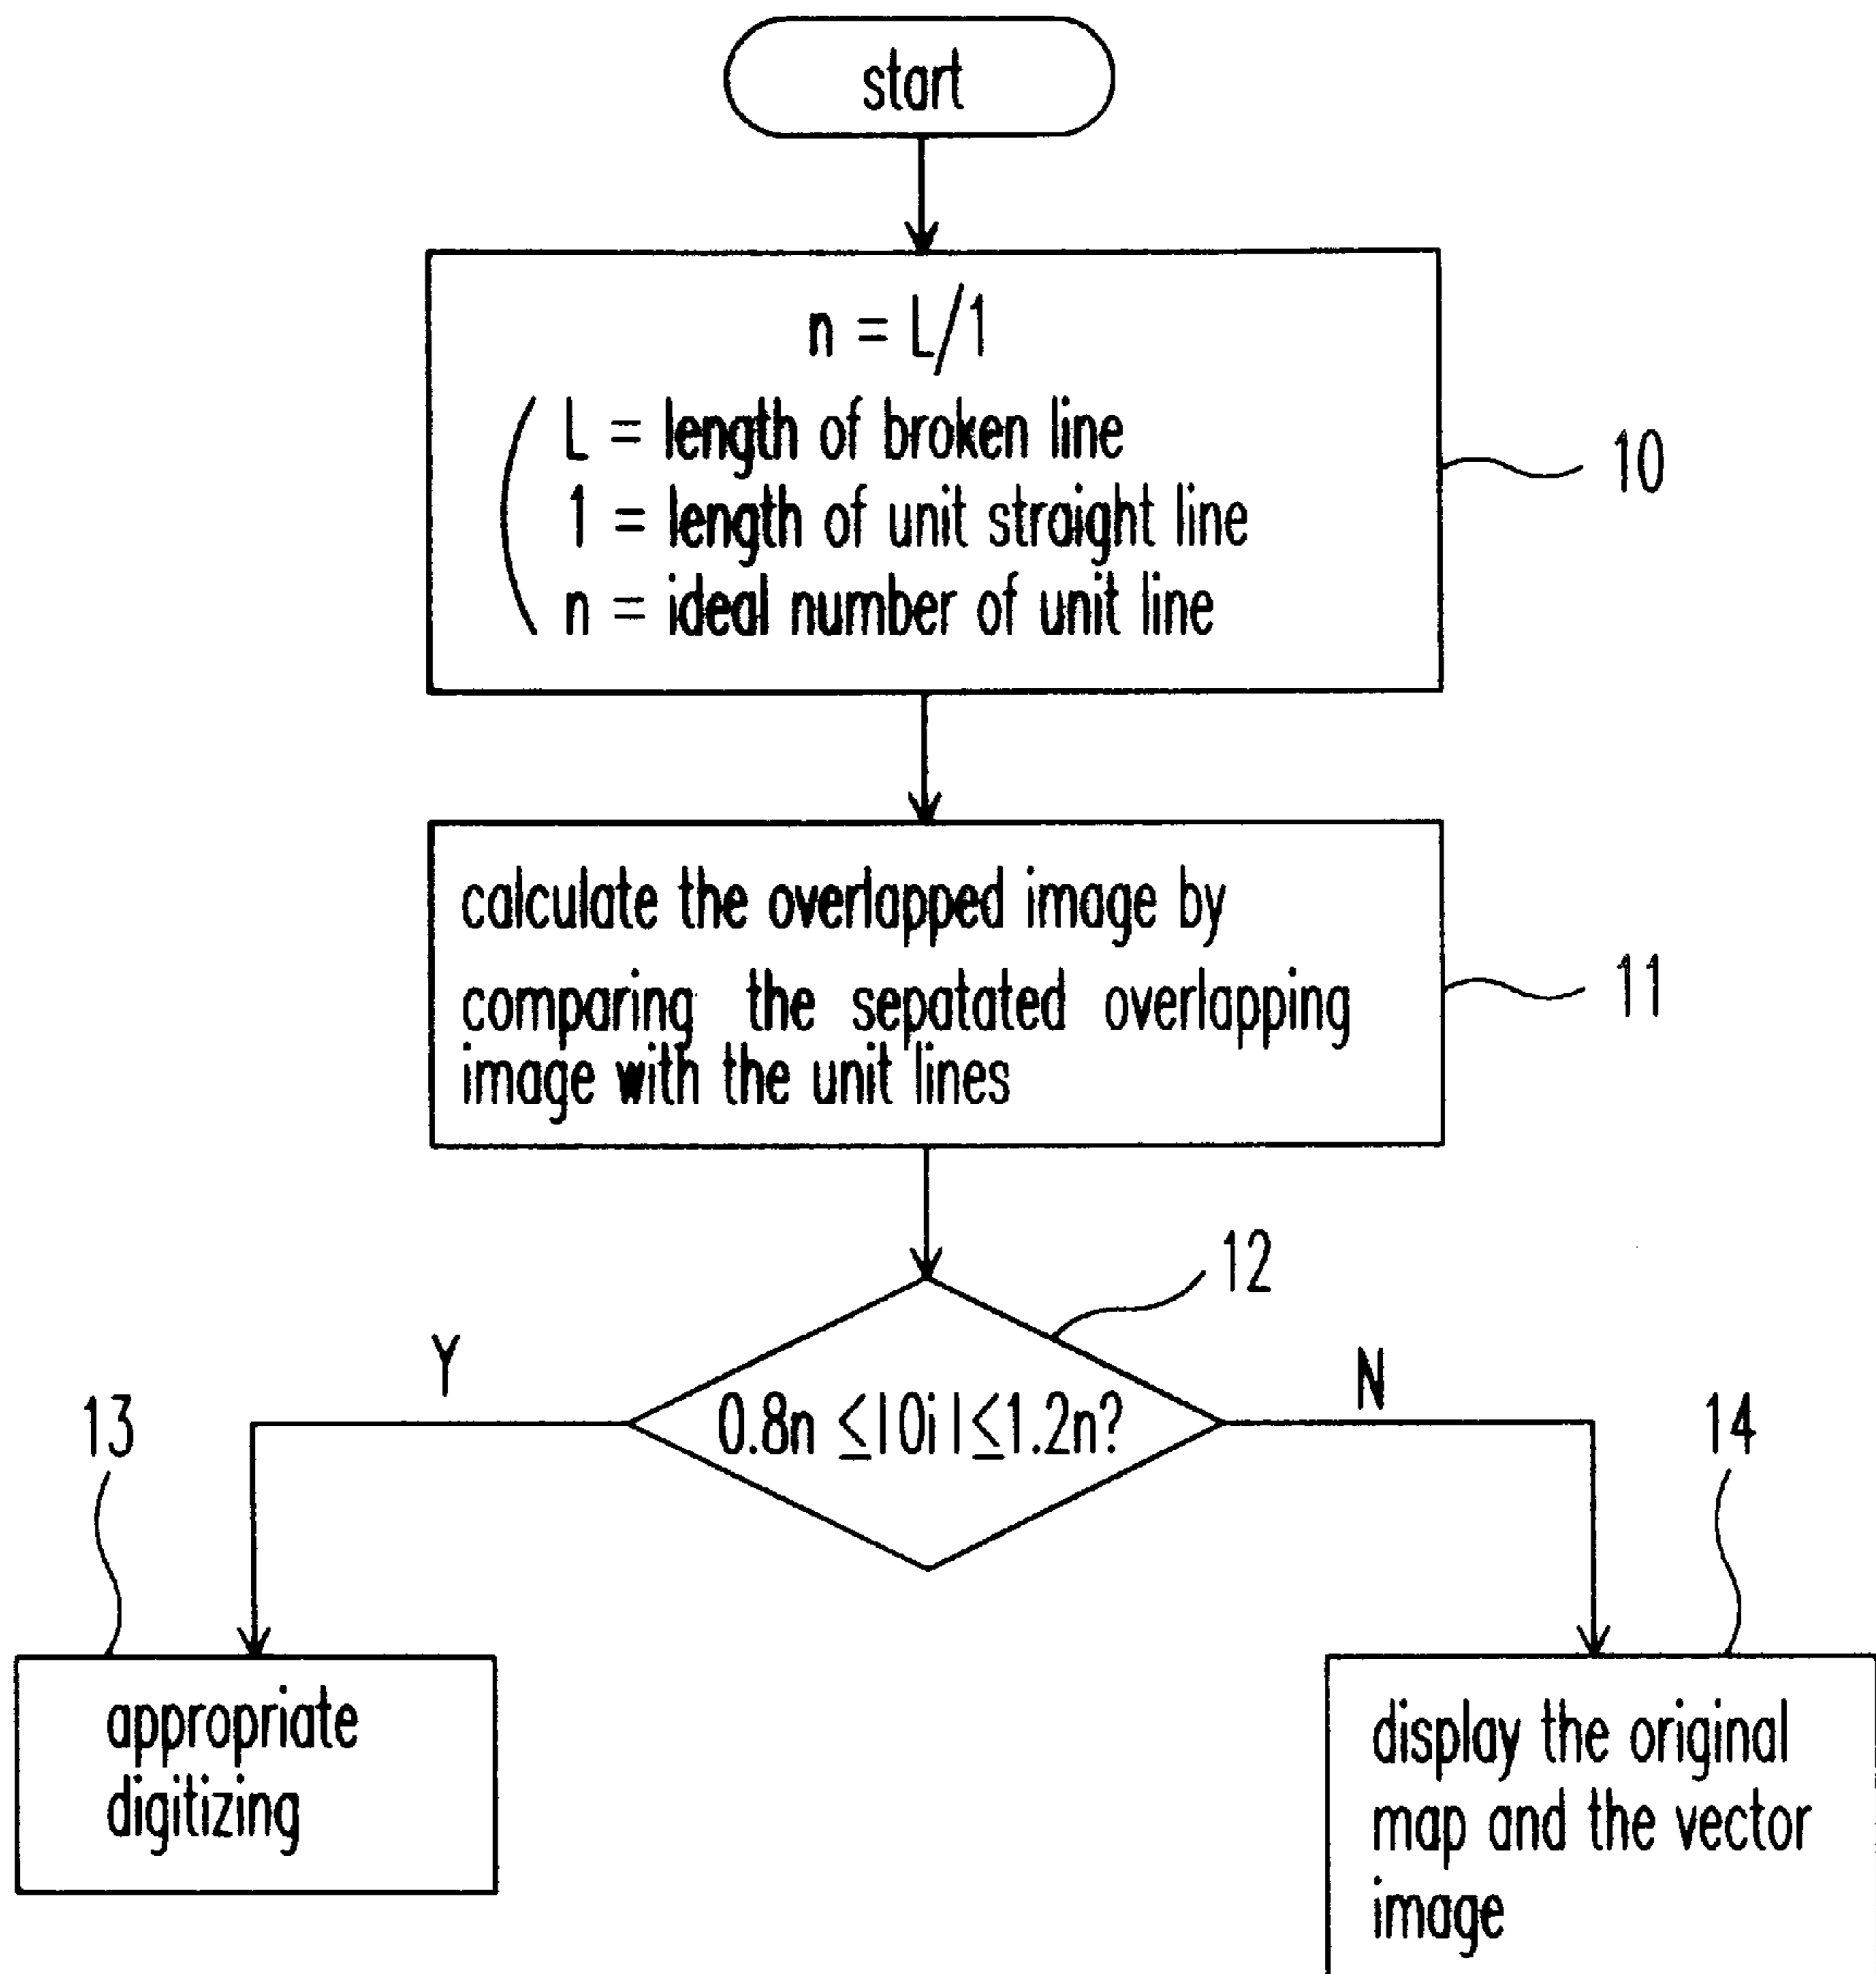 start
n = L/1
L = length of broken line
1 = length of unit straight line
n = ideal number of unit line
10
calculate the overlapped image by
comparing the sepatated overlapping
image with the unit lines
11
12
Y
0.8n ≤|0i|≤1.2n?
N
13
14
appropriate
digitizing
display the original
map and the vector
image